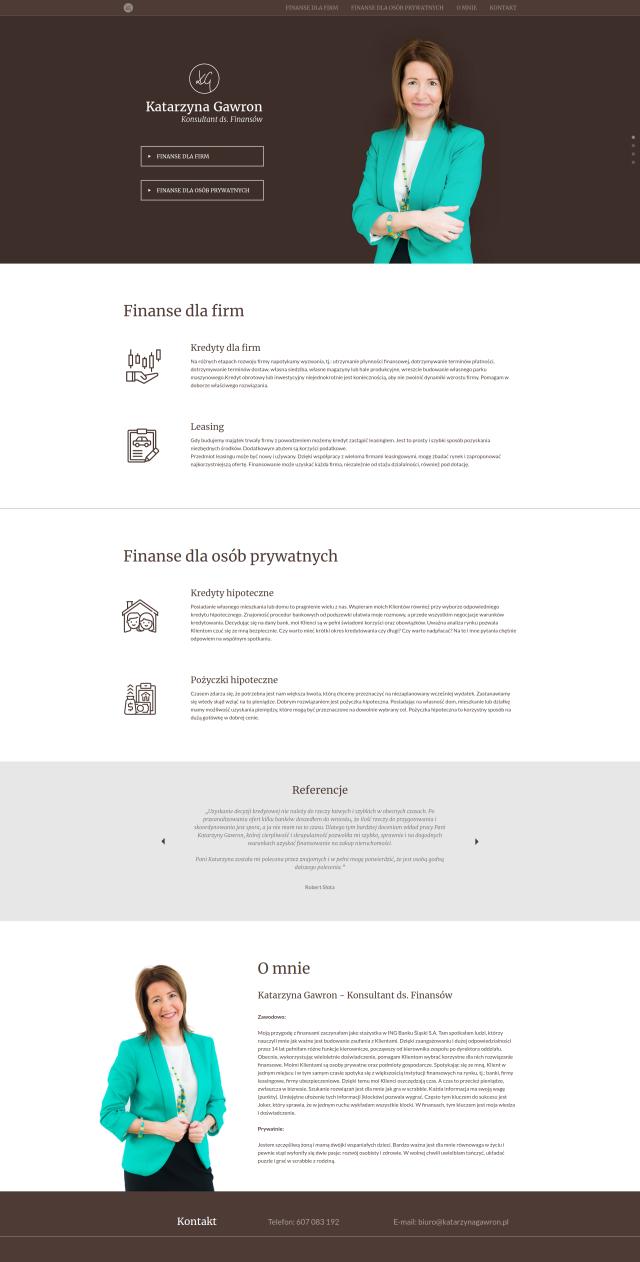 FINANSE DLA FIRM FINANSE DLA OSÓB PRYWATNYCH O MNIE KONTAKT
KG
Katarzyna Gawron
Konsultant ds. Finansów
FINANSE DLA FIRM
FINANSE DLA OSÓB PRYWATNYCH
Finanse dla firm
Kredyty dla firm
Na różnych etapach rozwoju firmy napotykamy wyzwania, tj.: utrzymanie płynności finansowej, dotrzymywanie terminów płatności,
dotrzymywanie terminów dostaw, własna siedziba, własne magazyny lub hale produkcyjne, wreszcie budowanie własnego parku
maszynowego.Kredyt obrotowy lub inwestycyjny niejednokrotnie jest koniecznością, aby nie zwolnić dynamiki wzrostu firmy. Pomagam w
doborze właściwego rozwiązania.
Leasing
Gdy budujemy majątek trwały firmy z powodzeniem możemy kredyt zastąpić leasingiem. Jest to prosty i szybki sposób pozyskania
niezbędnych środków. Dodatkowym atutem są korzyści podatkowe.
Przedmiot leasingu może być nowy i używany. Dzięki współpracy z wieloma firmami leasingowymi, mogę zbadać rynek i zaproponować
najkorzystniejszą ofertę. Finansowanie może uzyskać każda firma, niezależnie od stażu działalności, również pod dotację.
Finanse dla osób prywatnych
Kredyty hipoteczne
Posiadanie własnego mieszkania lub domu to pragnienie wielu z nas. Wspieram moich Klientów również przy wyborze odpowiedniego
kredytu hipotecznego. Znajomość procedur bankowych od podszewki ułatwia moje rozmowy, a przede wszystkim negocjacje warunków
kredytowania. Decydując się na dany bank, moi Klienci są w pełni świadomi korzyści oraz obowiązków. Uważna analiza rynku pozwala
Klientom czuć się ze mną bezpiecznie. Czy warto mieć krótki okres kredytowania czy długi? Czy warto nadpłacać? Na te i inne pytania chętnie
odpowiem na wspólnym spotkaniu.
Pożyczki hipoteczne
Czasem zdarza się, że potrzebna jest nam większa kwota, którą chcemy przeznaczyć na niezaplanowany wcześniej wydatek. Zastanawiamy
się wtedy skąd wziąć na to pieniądze. Dobrym rozwiązaniem jest pożyczka hipoteczna. Posiadając na własność dom, mieszkanie lub działkę
mamy możliwość uzyskania pieniędzy, które mogą być przeznaczone na dowolnie wybrany cel. Pożyczka hipoteczna to korzystny sposób na
dużą gotówkę w dobrej cenie.
Referencje
„Uzyskanie decyzji kredytowej nie należy do rzeczy łatwych i szybkich w obecnych czasach. Po
przeanalizowaniu ofert kilku banków doszedłem do wniosku, że ilość rzeczy do przygotowania i
skoordynowania jest spora, a ja nie mam na to czasu. Dlatego tym bardziej doceniam wkład pracy Pani
Katarzyny Gawron, której cierpliwość i skrupulatność pozwoliła mi szybko, sprawnie i na dogodnych
warunkach uzyskać finansowanie na zakup nieruchomości.
Pani Katarzyna została mi polecona przez znajomych i w pełni mogę potwierdzić, że jest osobą godną
dalszego polecenia."
Robert Słota
O mnie
Katarzyna Gawron – Konsultant ds. Finansów
Zawodowo:
Moją przygodę z finansami zaczynałam jako stażystka w ING Banku Śląski S.A. Tam spotkałam ludzi, którzy
nauczyli mnie jak ważne jest budowanie zaufania z Klientami. Dzięki zaangażowaniu i dużej odpowiedzialności
przez 14 lat pełniłam różne funkcje kierownicze, począwszy od kierownika zespołu po dyrektora oddziału.
Obecnie, wykorzystując wieloletnie doświadczenie, pomagam Klientom wybrać korzystne dla nich rozwiązanie
finansowe. Moimi Klientami są osoby prywatne oraz podmioty gospodarcze. Spotykając się ze mną, Klient w
jednym miejscu i w tym samym czasie spotyka się z większością instytucji finansowych na rynku, tj.: banki, firmy
leasingowe, firmy ubezpieczeniowe. Dzięki temu moi Klienci oszczędzają czas. A czas to przecież pieniądze,
zwłaszcza w biznesie. Szukanie rozwiązań jest dla mnie jak gra w scrabble. Każda informacja ma swoją wagę
(punkty). Umiejętne ułożenie tych informacji (klocków) pozwala wygrać. Często tym kluczem do sukcesu jest
Joker, który sprawia, że w jednym ruchu wykładam wszystkie klocki. W finansach, tym kluczem jest moja wiedza
i doświadczenie.
Prywatnie:
Jestem szczęśliwą żoną i mamą dwójki wspaniałych dzieci. Bardzo ważna jest dla mnie równowaga w życiu i
pewnie stąd wyłoniły się dwie pasje: rozwój osobisty i zdrowie. W wolnej chwili uwielbiam tańczyć, układać
puzzle i grać w scrabble z rodziną.
Kontakt Telefon: 607 083 192 E-mail: biuro@katarzynagawron.pl